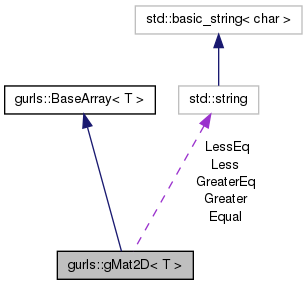 std::basic_string< char >
gurls::BaseArray< T >
std::string
LessEq
Less
GreaterEq
Greater
Equal
gurls::gMat2D< T >